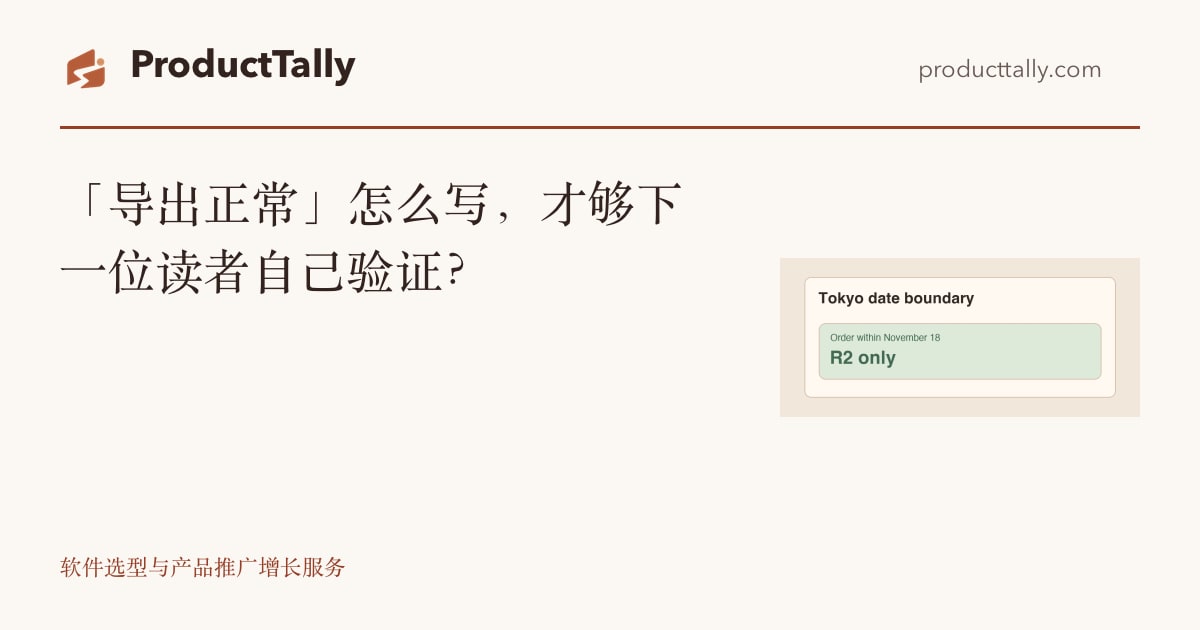 ProductTally
producttally.com
「导出正常」怎么写，才够下
一位读者自己验证？
Tokyo date boundary
Order within November 18
R2 only
软件选型与产品推广增长服务